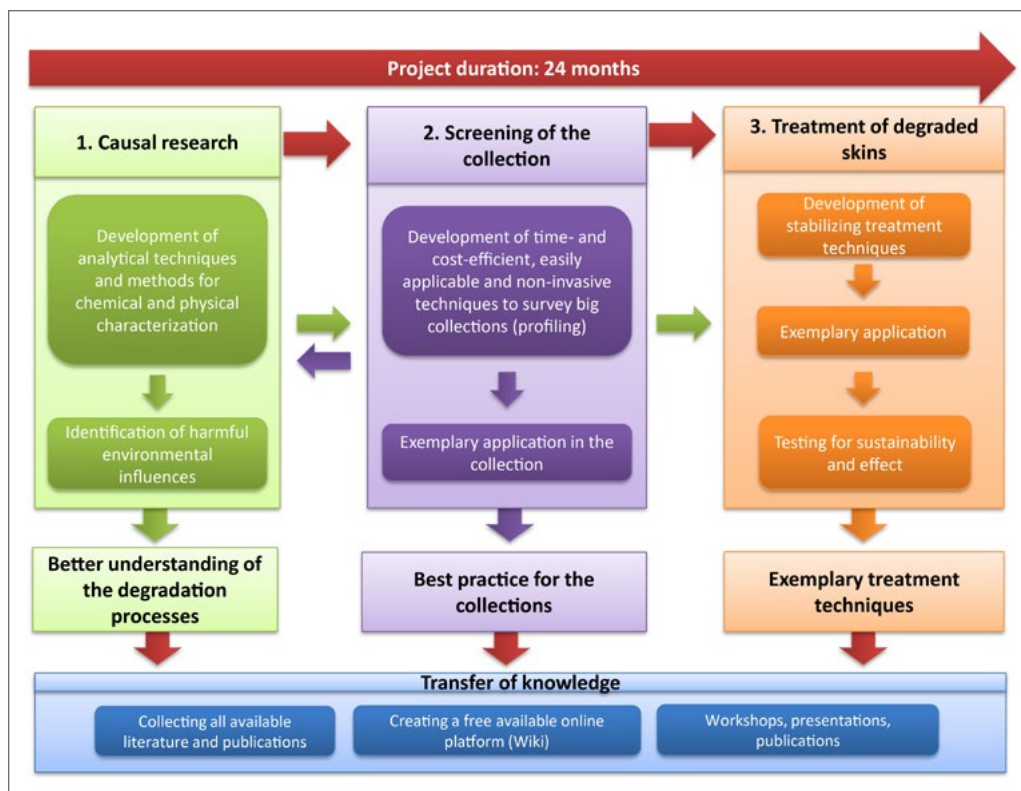 Project duration: 24 months
1. Causal research
Development of
analytical techniques
and methods for
chemical and physical
characterization
Identification of harmful
environmental
influences
Better understanding of
the degradation
processes
2. Screening of the
collection
Development of time- and
cost-efficient, easily
applicable and non-invasive
techniques to survey big
collections (profiling)
Exemplary application in the
collection
Best practice for the
collections
3. Treatment of degraded
skins
Development of
stabilizing treatment
techniques
Exemplary application
Testing for sustainability
and effect
Exemplary treatment
techniques
Transfer of knowledge
Collecting all available
literature and publications
Creating a free available online
platform (Wiki)
Workshops, presentations,
publications